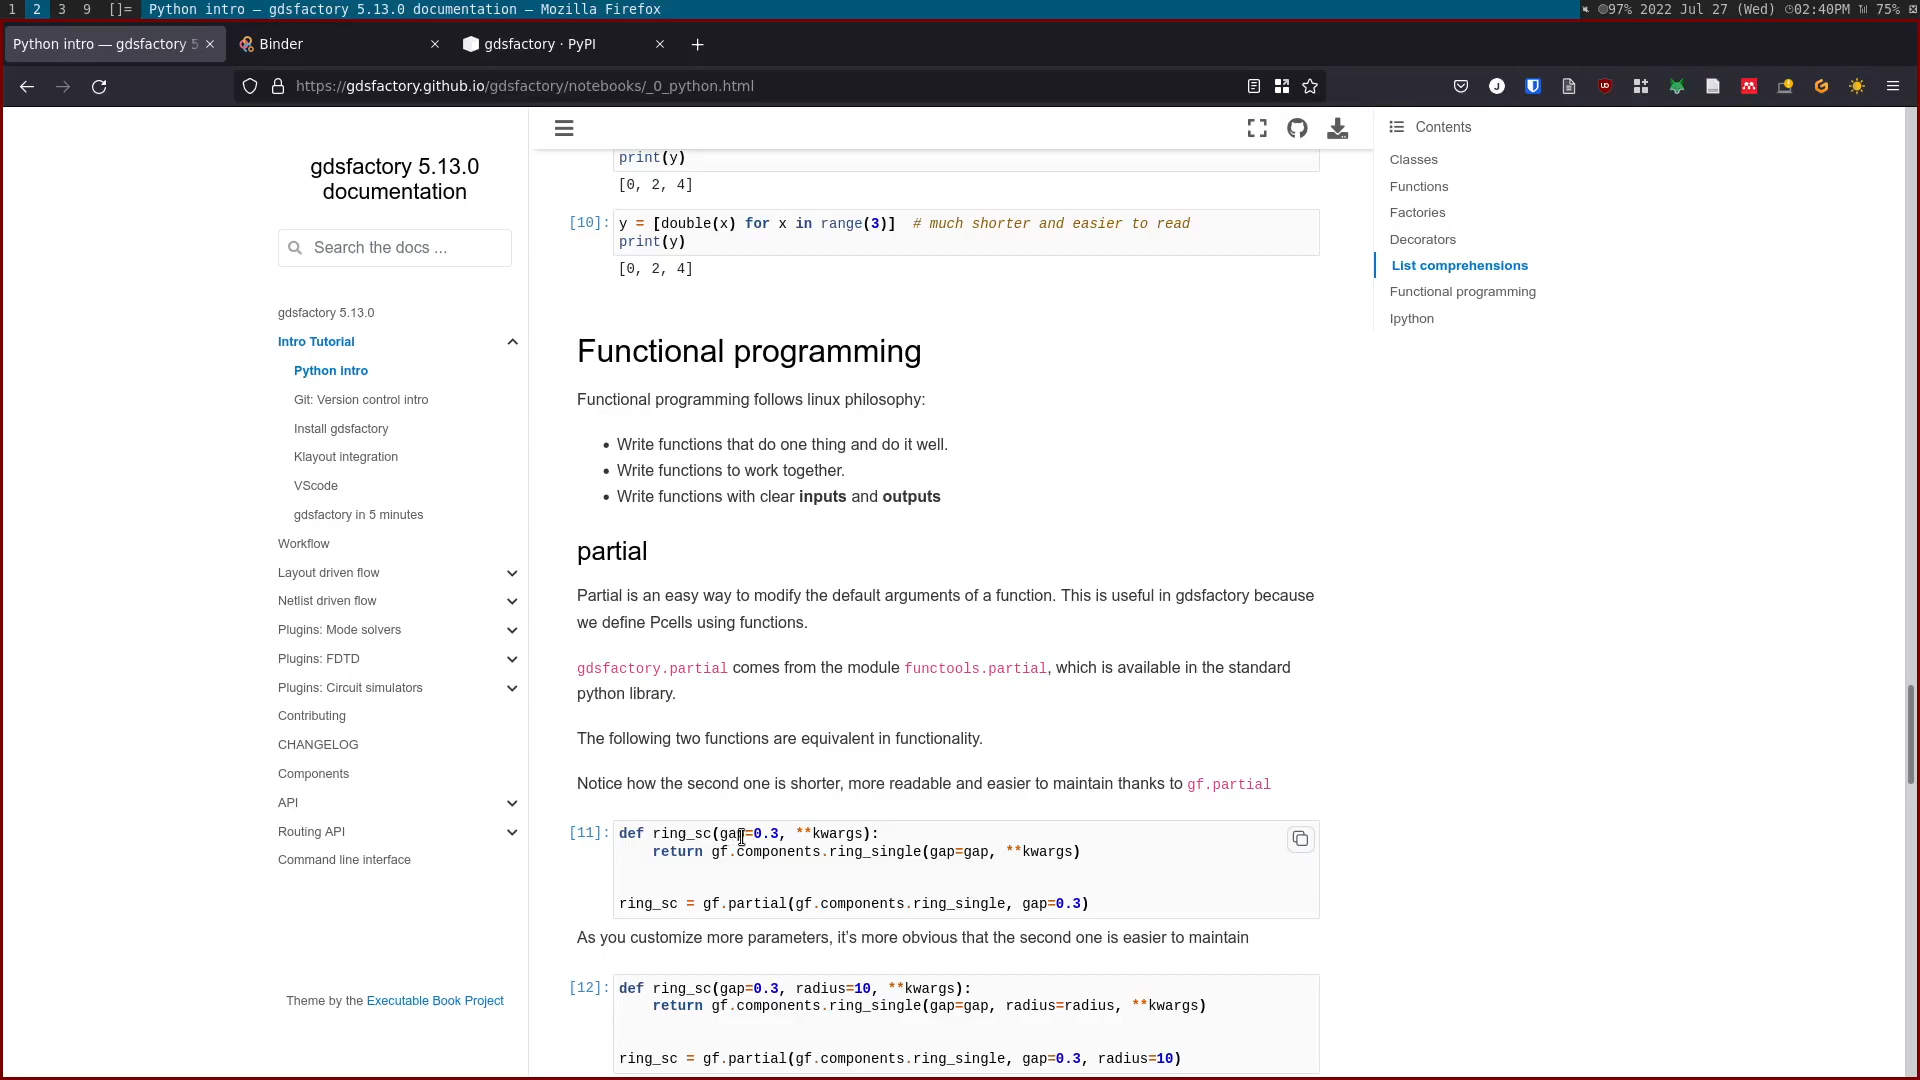 1 2 3 9 []= Python intro — gdsfactory 5.13.0 documentation — Mozilla Firefox 97% 2022 Jul 27 (Wed) 02:40PM 75%
Python intro — gdsfactory 5 Binder gdsfactory · PyPI
https://gdsfactory.github.io/gdsfactory/notebooks/_0_python.html
gdsfactory 5.13.0
documentation
Search the docs ...
gdsfactory 5.13.0
Intro Tutorial
Python intro
Git: Version control intro
Install gdsfactory
Klayout integration
VScode
gdsfactory in 5 minutes
Workflow
Layout driven flow
Netlist driven flow
Plugins: Mode solvers
Plugins: FDTD
Plugins: Circuit simulators
Contributing
CHANGELOG
Components
API
Routing API
Command line interface
Theme by the Executable Book Project
print(y)
[0, 2, 4]
[10]: y = [double(x) for x in range(3)]  # much shorter and easier to read
print(y)
[0, 2, 4]
Functional programming
Functional programming follows linux philosophy:
• Write functions that do one thing and do it well.
• Write functions to work together.
• Write functions with clear inputs and outputs
partial
Partial is an easy way to modify the default arguments of a function. This is useful in gdsfactory because
we define Pcells using functions.
gdsfactory.partial comes from the module functools.partial, which is available in the standard
python library.
The following two functions are equivalent in functionality.
Notice how the second one is shorter, more readable and easier to maintain thanks to gf.partial
[11]: def ring_sc(gap=0.3, **kwargs):
    return gf.components.ring_single(gap=gap, **kwargs)
ring_sc = gf.partial(gf.components.ring_single, gap=0.3)
As you customize more parameters, it's more obvious that the second one is easier to maintain
[12]: def ring_sc(gap=0.3, radius=10, **kwargs):
    return gf.components.ring_single(gap=gap, radius=radius, **kwargs)
ring_sc = gf.partial(gf.components.ring_single, gap=0.3, radius=10)
Contents
Classes
Functions
Factories
Decorators
List comprehensions
Functional programming
Ipython